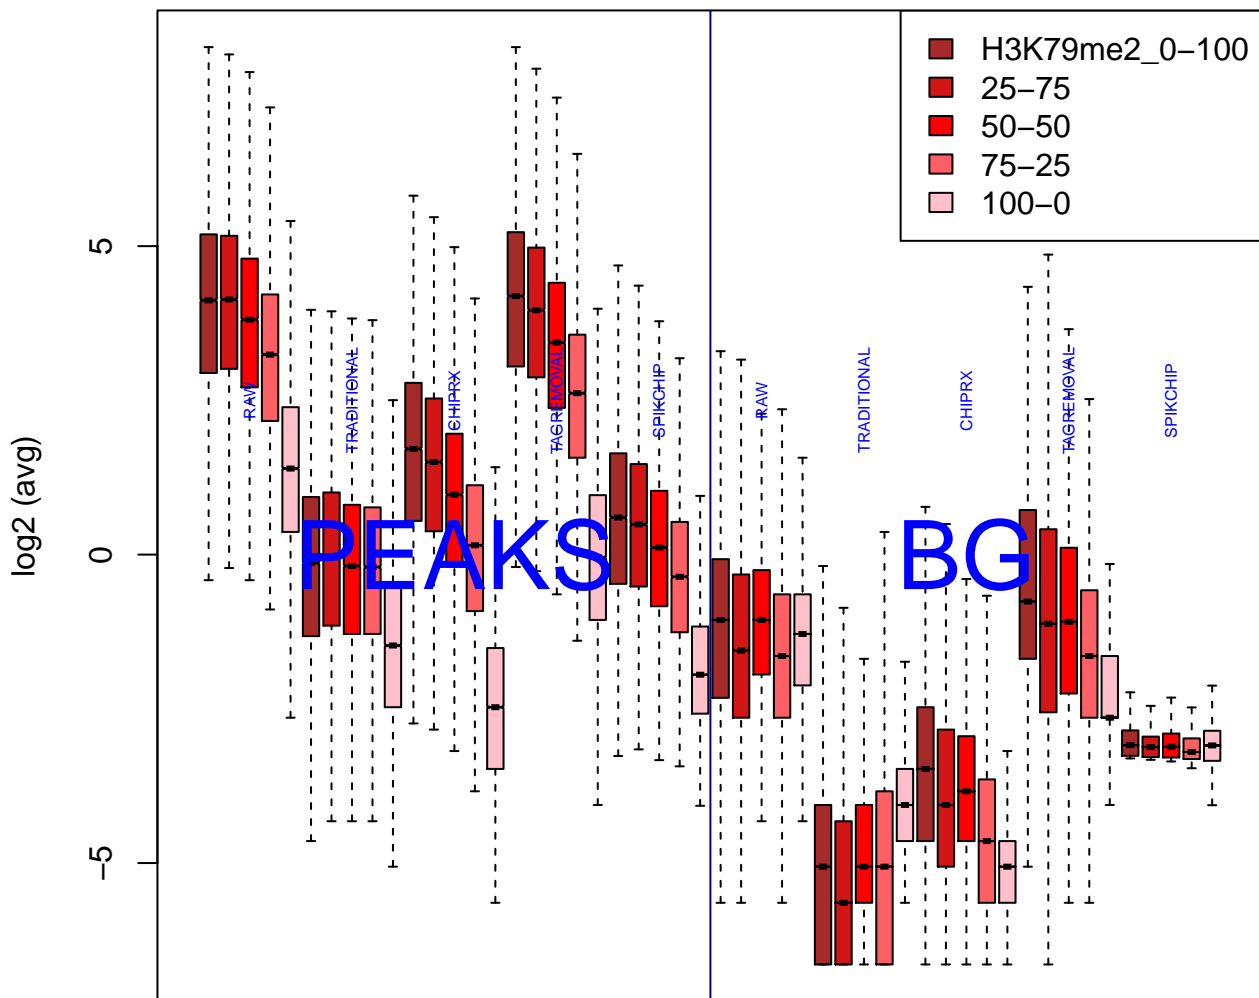 H3K79me2_0−100
25−75
50−50
75−25
100−0
log2 (avg)
5
0
−5
RAW
TRADITIONAL
CHIPRX
TAGREMOVAL
SPIKCHIP
RAW
TRADITIONAL
CHIPRX
TAGREMOVAL
SPIKCHIP
PEAKS
BG